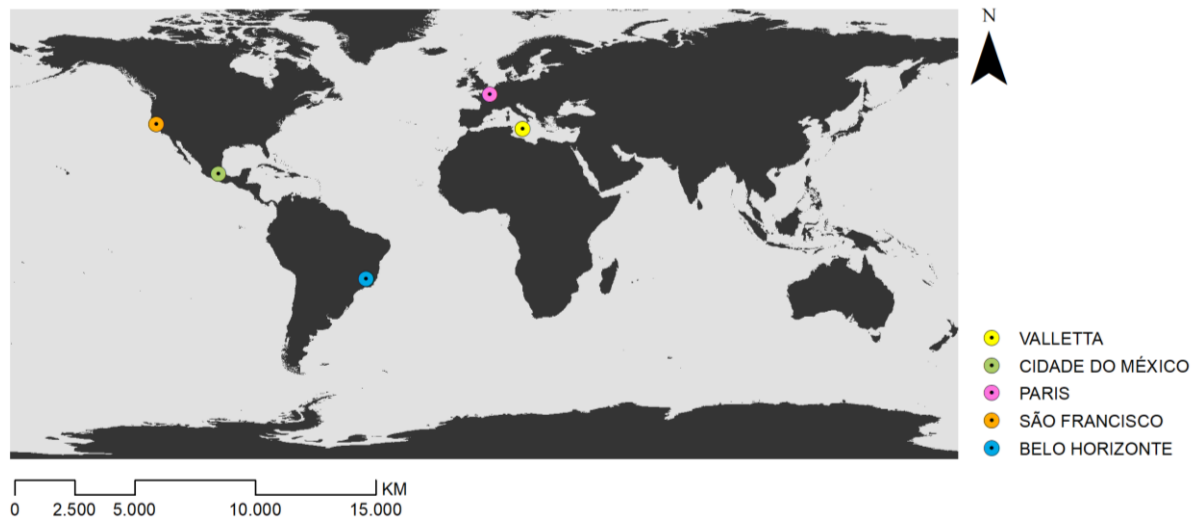 N
VALLETTA
CIDADE DO MÉXICO
PARIS
SÃO FRANCISCO
BELO HORIZONTE
KM
0 2.500 5.000 10.000 15.000